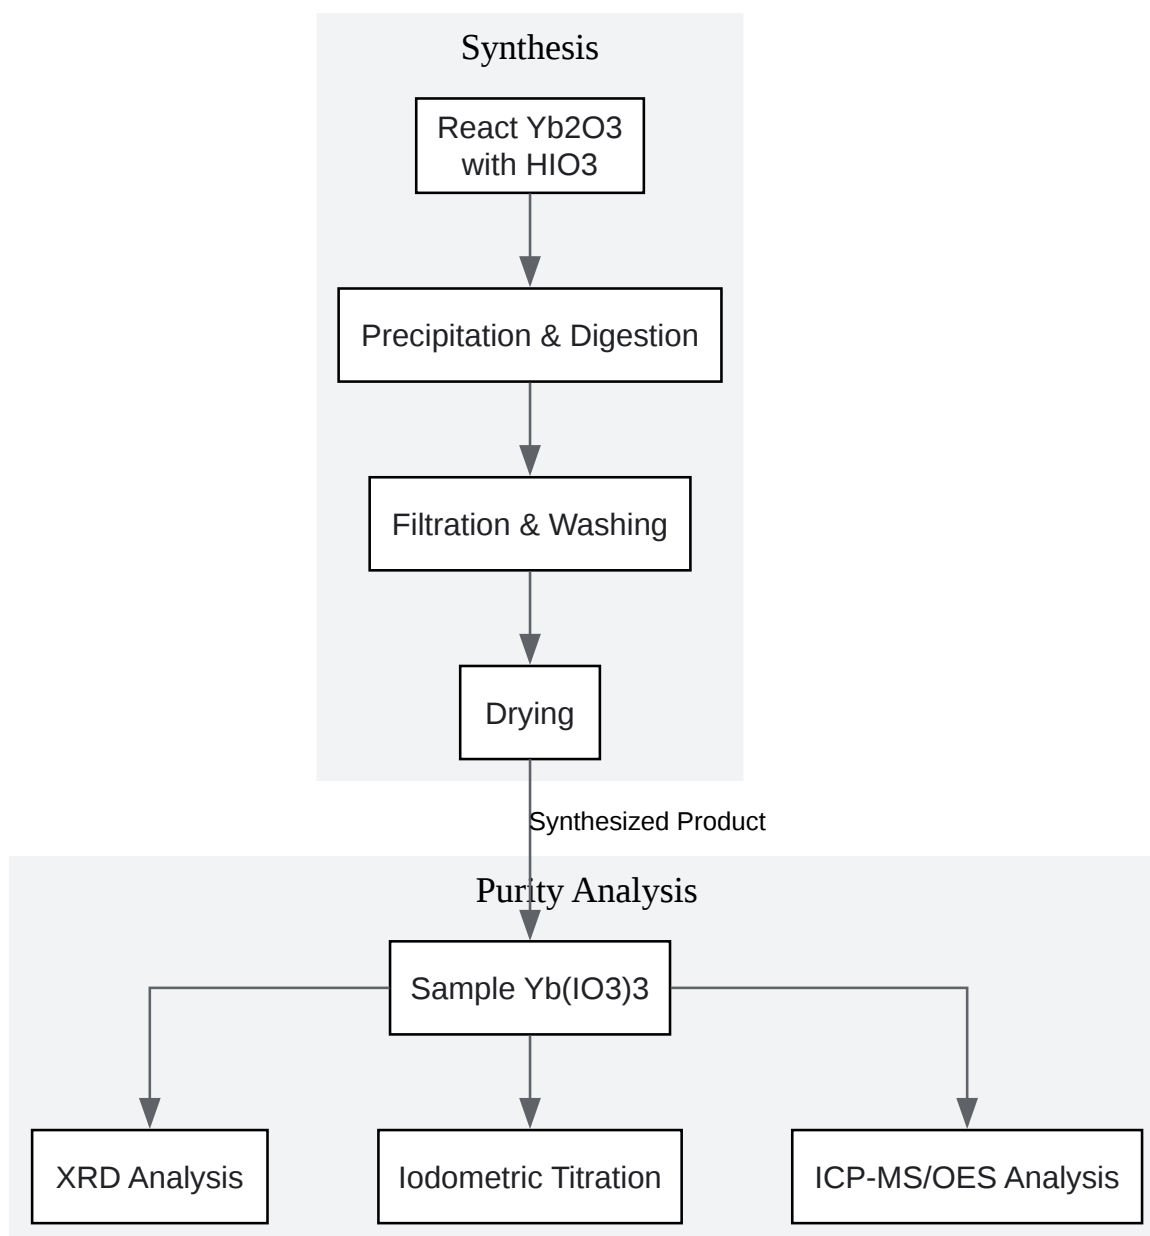 Synthesis
React Yb2O3
with HIO3
Precipitation & Digestion
Filtration & Washing
Drying
Synthesized Product
Purity Analysis
Sample Yb(IO3)3
XRD Analysis
Iodometric Titration
ICP-MS/OES Analysis